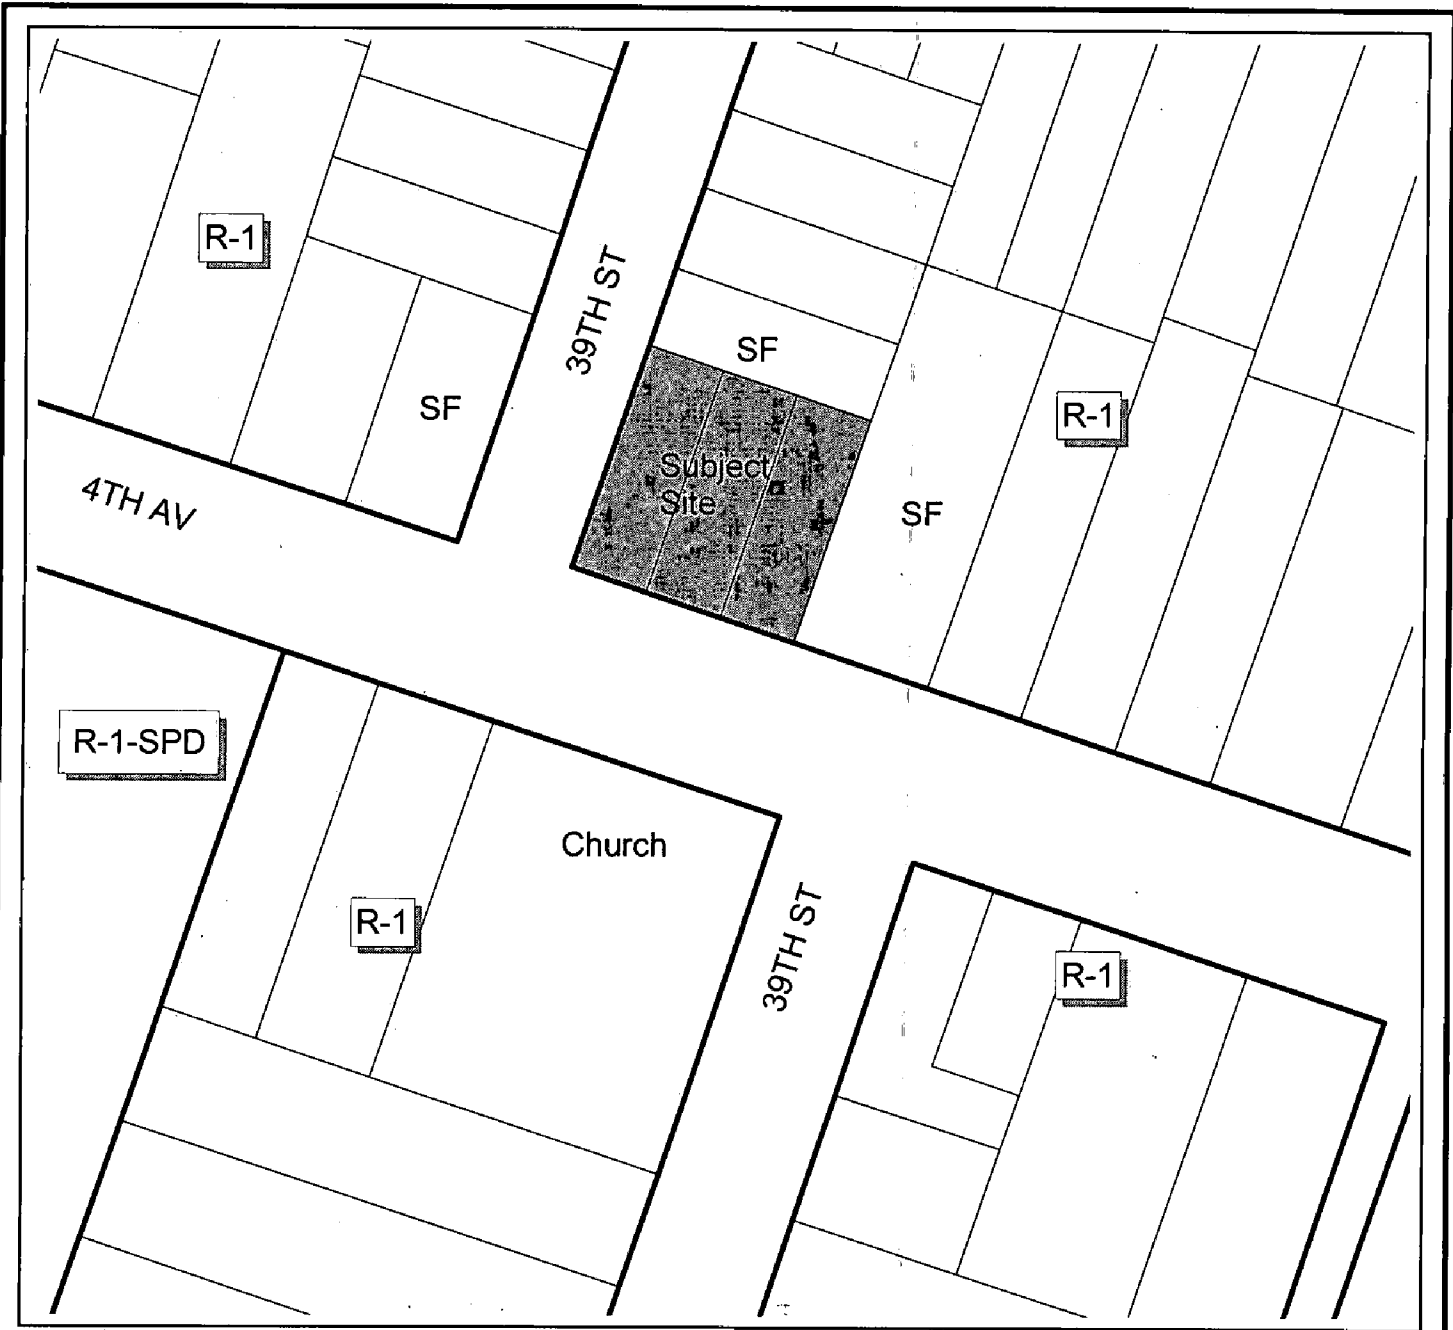 R-1
39TH ST
SF
SF
R-1
Subject
Site
4TH AV
SF
R-1-SPD
Church
R-1
39TH ST
R-1